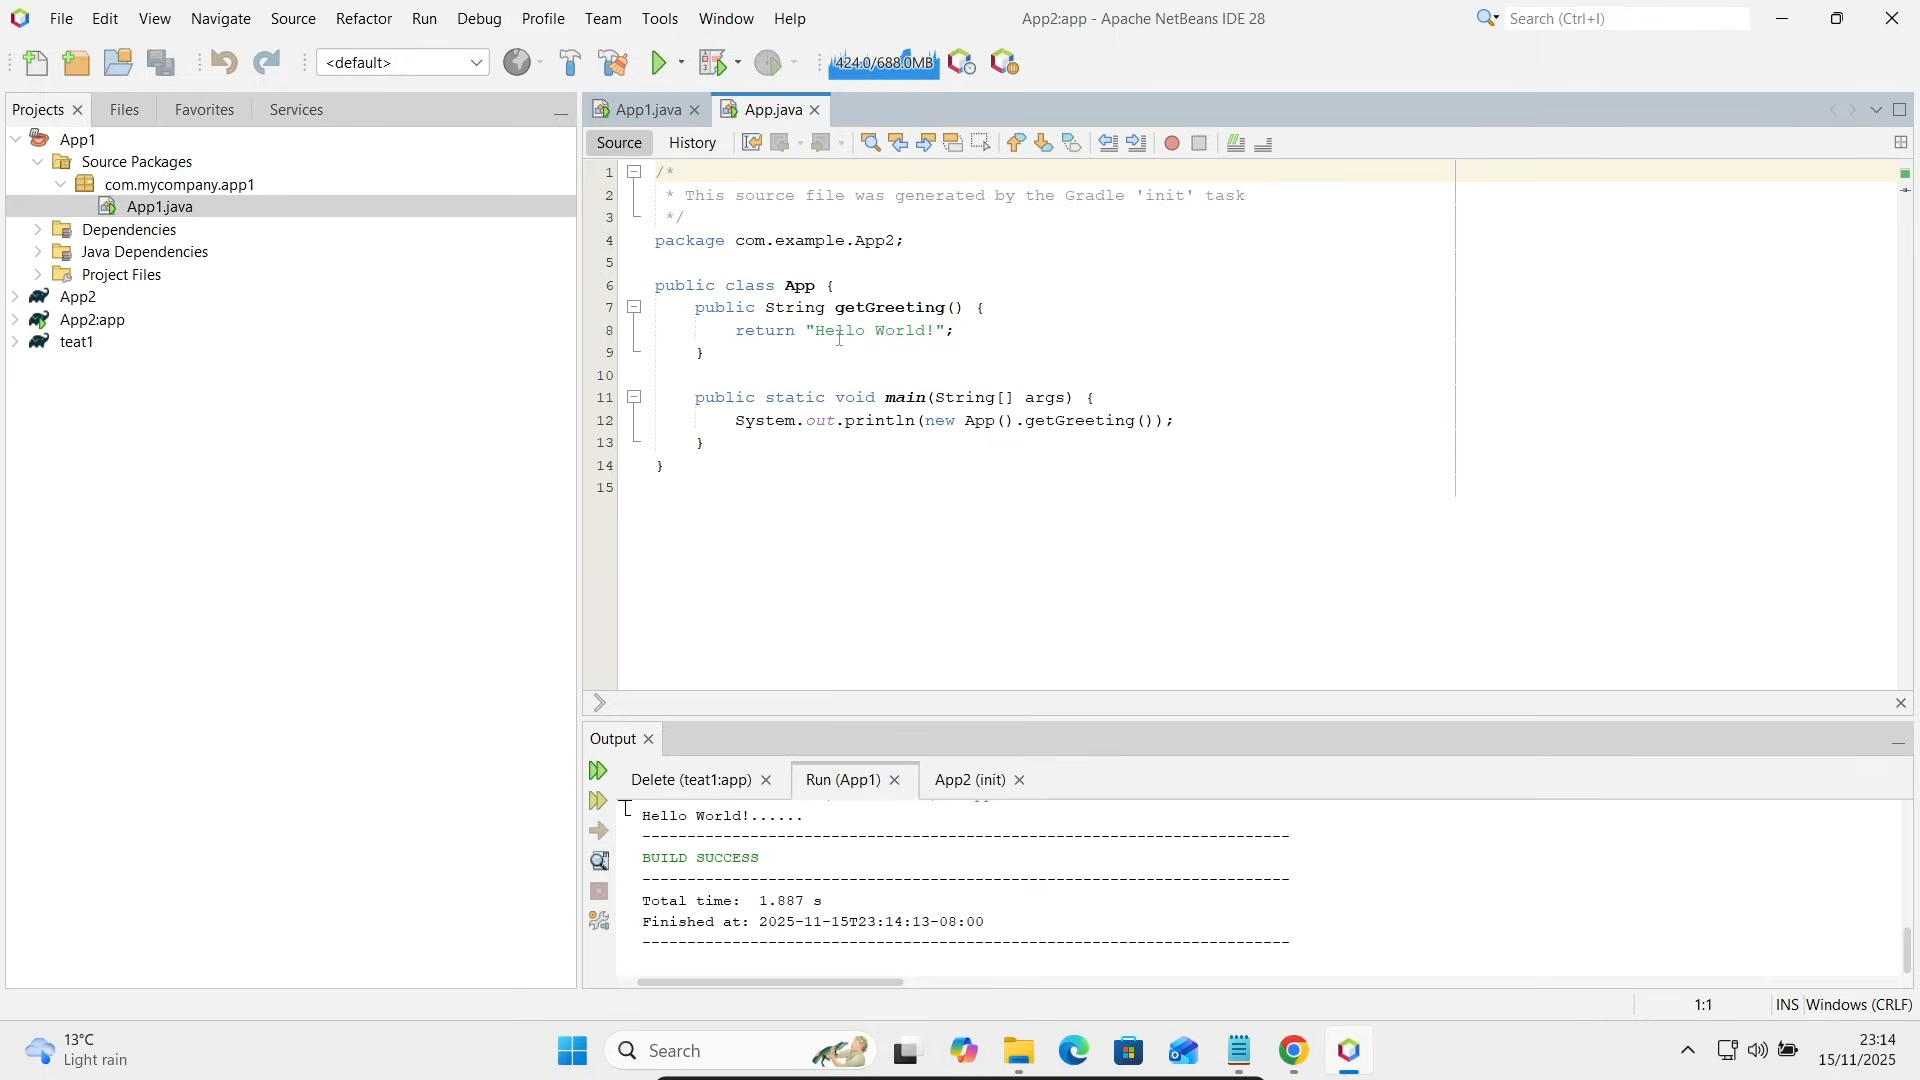 File Edit View Navigate Source Refactor Run Debug Profile Team Tools Window Help App2:app - Apache NetBeans IDE 28 Search (Ctrl+I)
<default> 424.0/688.0MB
Projects Files Favorites Services App1.java App.java
Source History
App1
Source Packages
com.mycompany.app1
App1.java
Dependencies
Java Dependencies
Project Files
App2
App2:app
teat1
1 /*
2 * This source file was generated by the Gradle 'init' task
3 */
4 package com.example.App2;
5
6 public class App {
7 public String getGreeting() {
8 return "Hello World!";
9 }
10
11 public static void main(String[] args) {
12 System.out.println(new App().getGreeting());
13 }
14 }
15
Output
Delete (teat1:app) Run (App1) App2 (init)
Hello World!......
------------------------------------------------------------------------
BUILD SUCCESS
------------------------------------------------------------------------
Total time: 1.887 s
Finished at: 2025-11-15T23:14:13-08:00
------------------------------------------------------------------------
1:1 INS Windows (CRLF)
13°C
Light rain
Search
23:14
15/11/2025